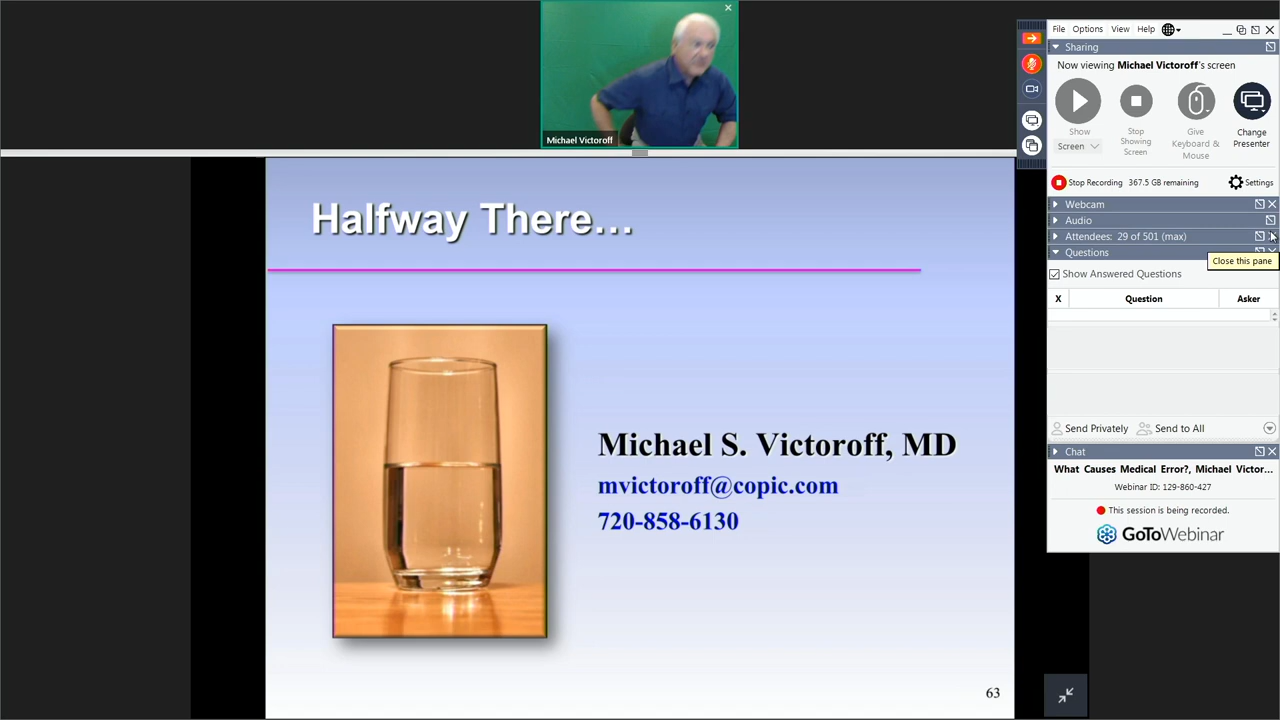 Michael Victoroff
Halfway There…
Michael S. Victoroff, MD
mvictoroff@copic.com
720-858-6130
63
File Options View Help
Sharing
Now viewing Michael Victoroff's screen
Show
Screen
Stop
Showing
Screen
Give
Keyboard &
Mouse
Change
Presenter
Stop Recording 367.5 GB remaining
Settings
Webcam
Audio
Attendees: 29 of 501 (max)
Questions
Close this pane
Show Answered Questions
X Question Asker
Send Privately Send to All
Chat
What Causes Medical Error?, Michael Victor...
Webinar ID: 129-860-427
This session is being recorded.
GoToWebinar